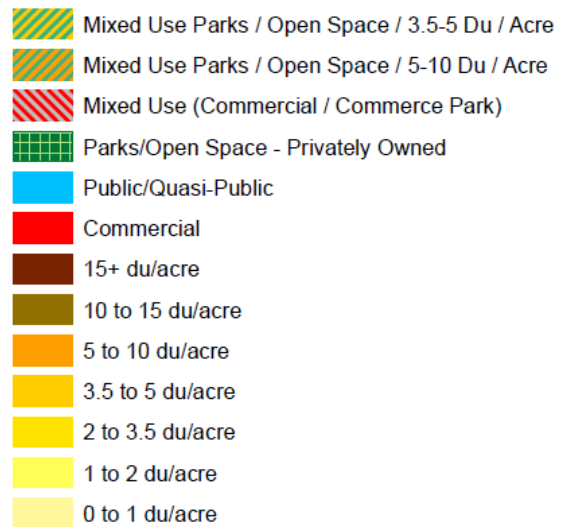 Mixed Use Parks / Open Space / 3.5-5 Du / Acre
Mixed Use Parks / Open Space / 5-10 Du / Acre
Mixed Use (Commercial / Commerce Park)
Parks/Open Space - Privately Owned
Public/Quasi-Public
Commercial
15+ du/acre
10 to 15 du/acre
5 to 10 du/acre
3.5 to 5 du/acre
2 to 3.5 du/acre
1 to 2 du/acre
0 to 1 du/acre